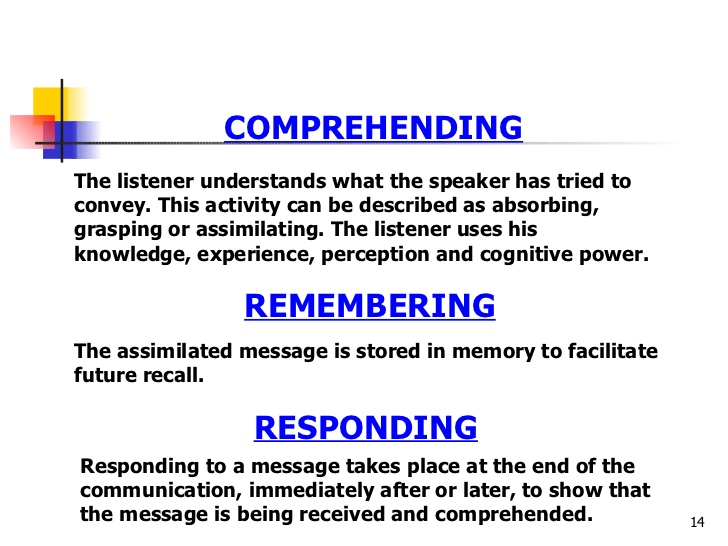 COMPREHENDING
The listener understands what the speaker has tried to
convey. This activity can be described as absorbing,
grasping or assimilating. The listener uses his
knowledge, experience, perception and cognitive power.
REMEMBERING
The assimilated message is stored in memory to facilitate
future recall.
RESPONDING
Responding to a message takes place at the end of the
communication, immediately after or later, to show that
the message is being received and comprehended.
14